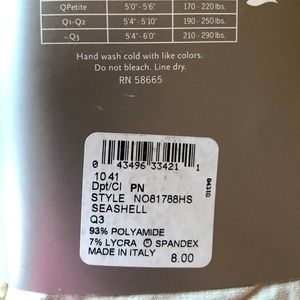 QPetite 5'0" - 5'6" 170 - 220 lbs.
Q1-Q2 5'4" - 5'10" 190 - 250 lbs.
~Q3 5'4" - 6'0" 210 - 290 lbs.
Hand wash cold with like colors.
Do not bleach. Line dry.
RN 58665
0 43496 33421 1
1041
Dpt/Cl PN
STYLE NO81788HS
SEASHELL
Q3
93% POLYAMIDE
7% LYCRA ® SPANDEX
MADE IN ITALY 8.00